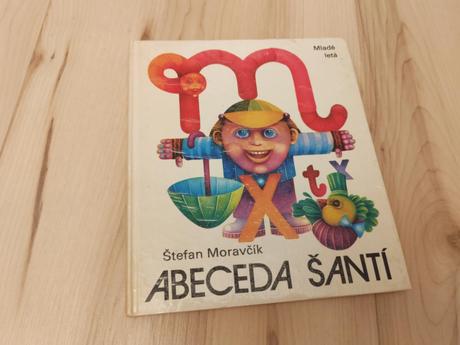 Mladé
letá
m
X t x
Štefan Moravčík
ABECEDA ŠANTÍ